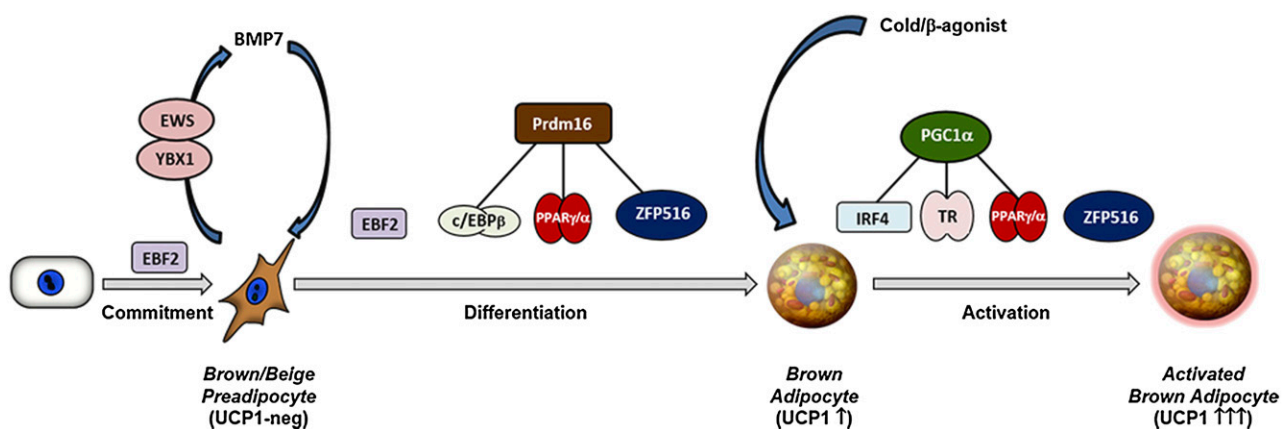 BMP7
Cold/β-agonist
EWS
YBX1
Prdm16
PGC1α
EBF2
EBF2
c/EBPβ
PPARγ/α
ZFP516
IRF4
TR
PPARγ/α
ZFP516
Commitment
Differentiation
Activation
Brown/Beige
Preadipocyte
(UCP1-neg)
Brown
Adipocyte
(UCP1 ↑)
Activated
Brown Adipocyte
(UCP1 ↑↑↑)